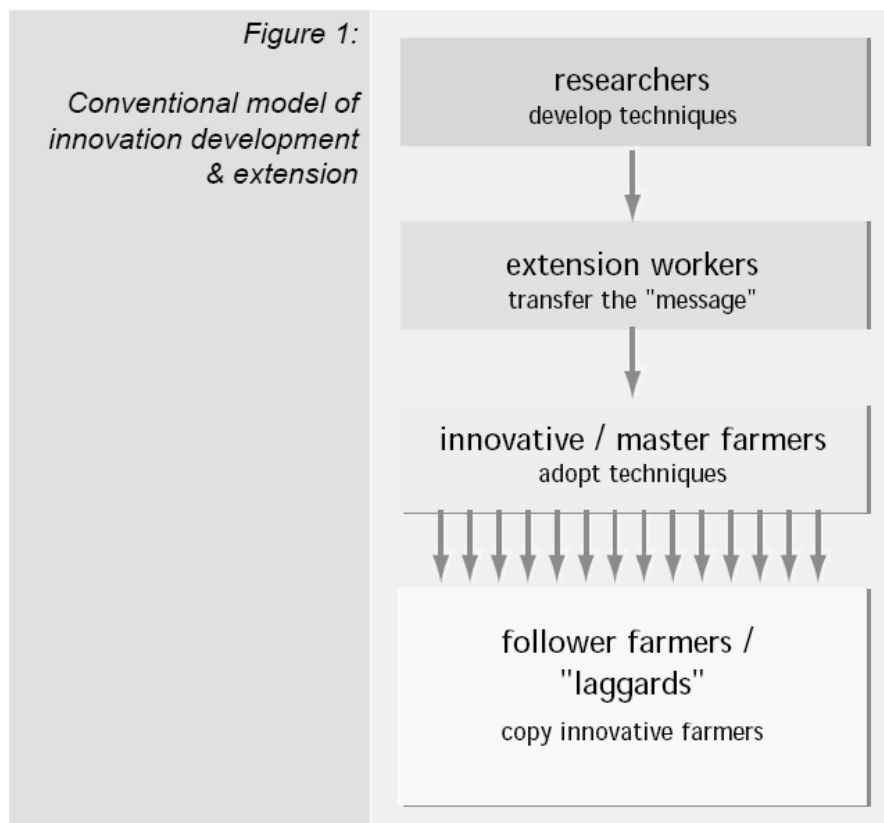 Figure 1:
Conventional model of
innovation development
& extension
researchers
develop techniques
extension workers
transfer the "message"
innovative / master farmers
adopt techniques
follower farmers /
"laggards"
copy innovative farmers